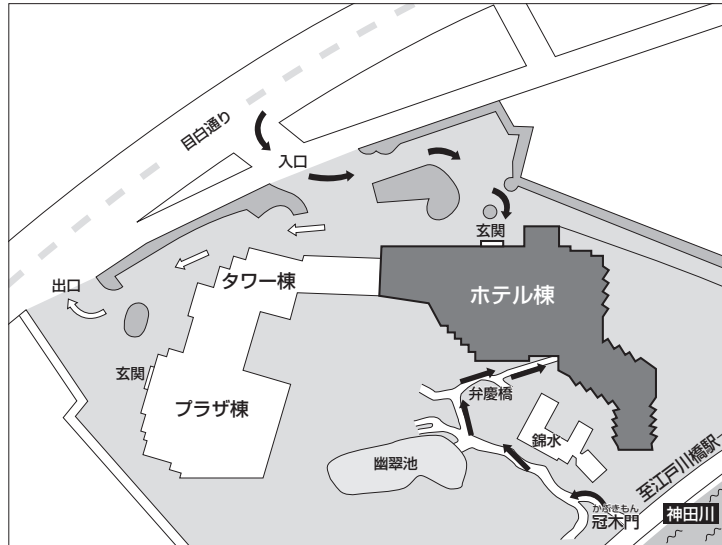 目白通り
入口
玄関
タワー棟
ホテル棟
出口
玄関
プラザ棟
弁慶橋
錦水
幽翠池
至江戸川橋駅
かぶきもん
冠木門
神田川